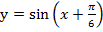 y = sin (x + π/6)